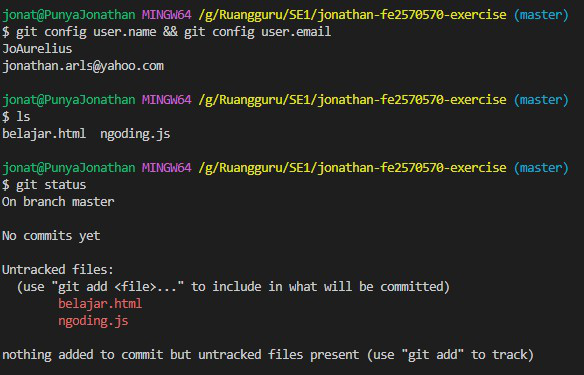 jonat@PunyaJonathan MINGW64 /g/Ruangguru/SE1/jonathan-fe2570570-exercise (master)
$ git config user.name && git config user.email
JoAurelius
jonathan.arls@yahoo.com
jonat@PunyaJonathan MINGW64 /g/Ruangguru/SE1/jonathan-fe2570570-exercise (master)
$ ls
belajar.html  ngoding.js
jonat@PunyaJonathan MINGW64 /g/Ruangguru/SE1/jonathan-fe2570570-exercise (master)
$ git status
On branch master
No commits yet
Untracked files:
  (use "git add <file>..." to include in what will be committed)
        belajar.html
        ngoding.js
nothing added to commit but untracked files present (use "git add" to track)